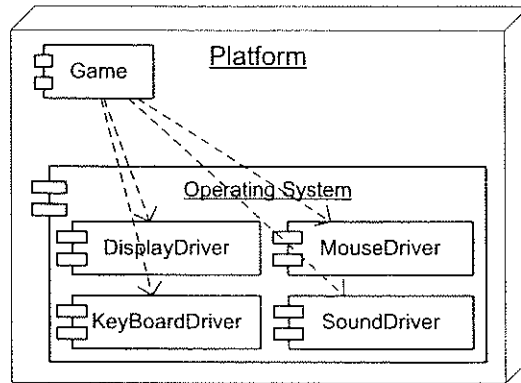 Platform
Game
Operating System
DisplayDriver
MouseDriver
KeyBoardDriver
SoundDriver